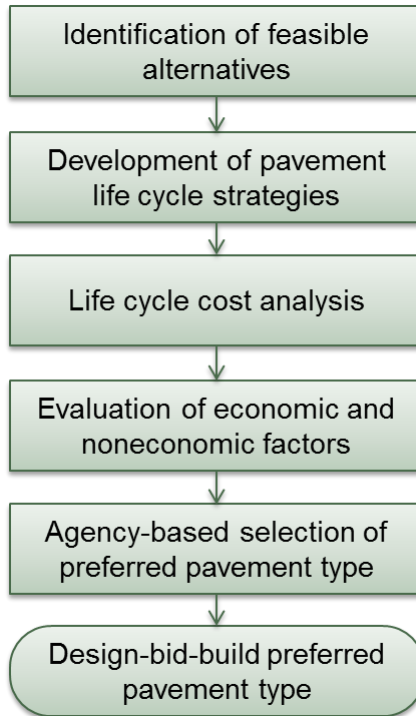 Identification of feasible
alternatives
Development of pavement
life cycle strategies
Life cycle cost analysis
Evaluation of economic and
noneconomic factors
Agency-based selection of
preferred pavement type
Design-bid-build preferred
pavement type